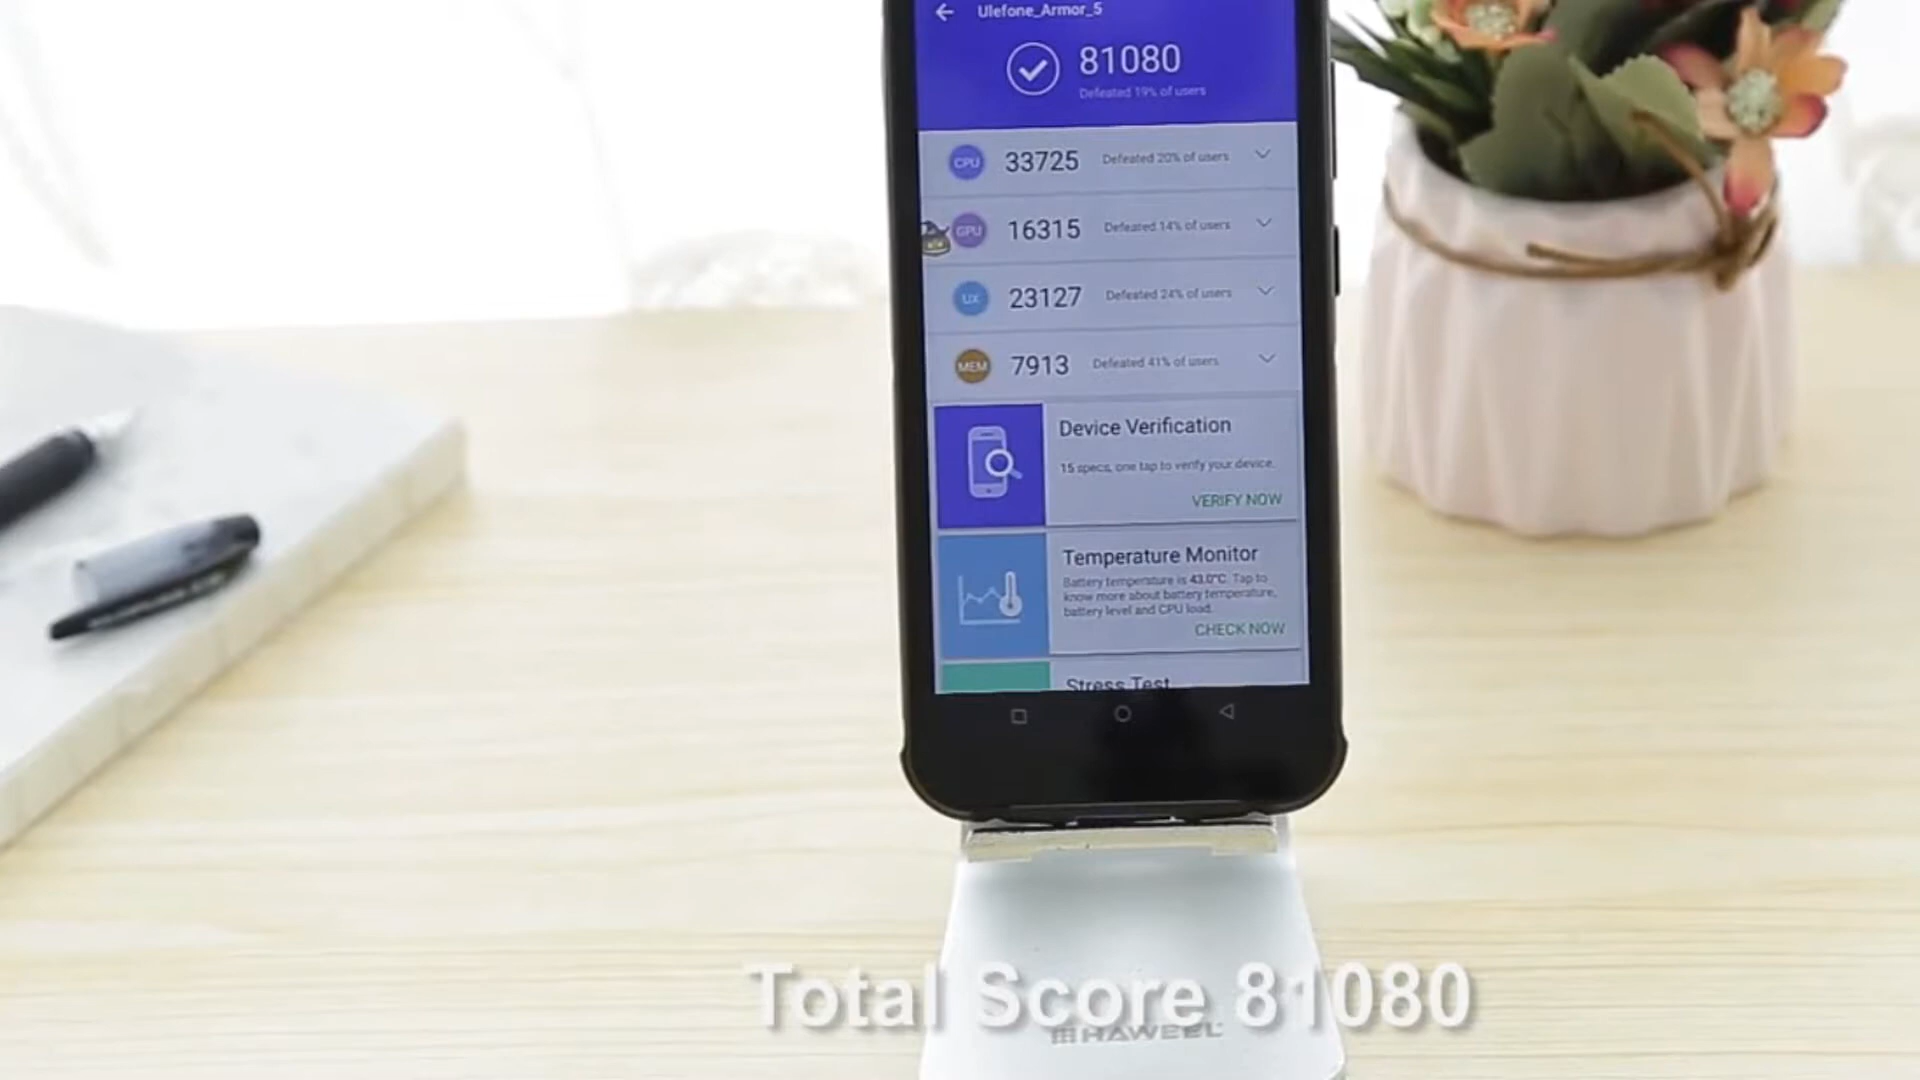 Ulefone_Armor_5
81080
Defeated 19% of users
CPU 33725 Defeated 20% of users
GPU 16315 Defeated 14% of users
UX 23127 Defeated 24% of users
MEM 7913 Defeated 41% of users
Device Verification
15 specs, one tap to verify your device.
VERIFY NOW
Temperature Monitor
Battery temperature is 43.0°C. Tap to
know more about battery temperature,
battery level and CPU load.
CHECK NOW
Stress Test
Total Score 81080
HAWEEL